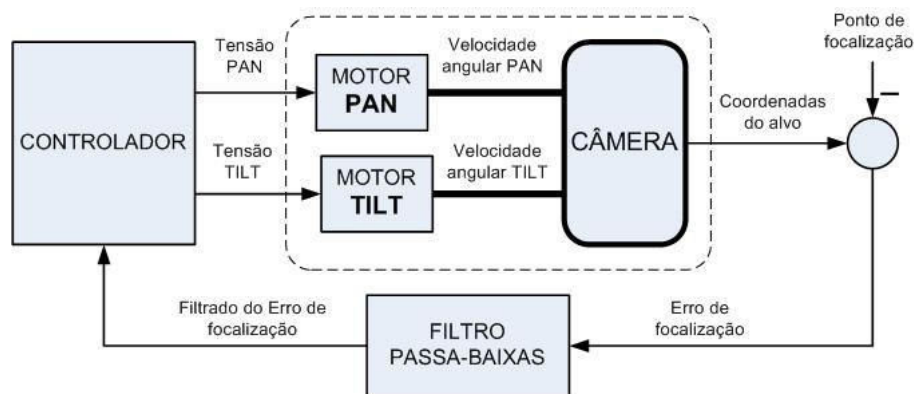 Tensão
PAN
Velocidade
angular PAN
Ponto de
focalização
MOTOR
PAN
CONTROLADOR
CÂMERA
Coordenadas
do alvo
–
Tensão
TILT
Velocidade
angular TILT
MOTOR
TILT
Filtrado do Erro de
focalização
FILTRO
PASSA-BAIXAS
Erro
de focalização